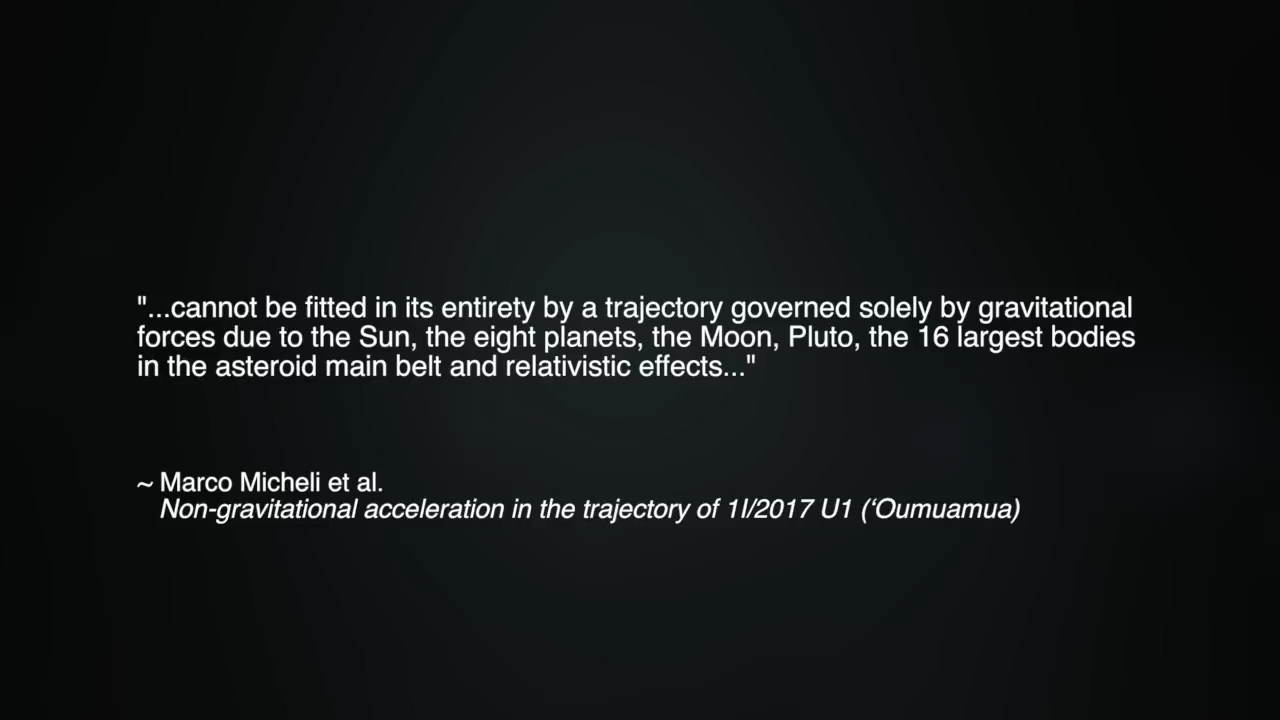 "...cannot be fitted in its entirety by a trajectory governed solely by gravitational
forces due to the Sun, the eight planets, the Moon, Pluto, the 16 largest bodies
in the asteroid main belt and relativistic effects..."
~ Marco Micheli et al.
Non-gravitational acceleration in the trajectory of 1I/2017 U1 (‘Oumuamua)